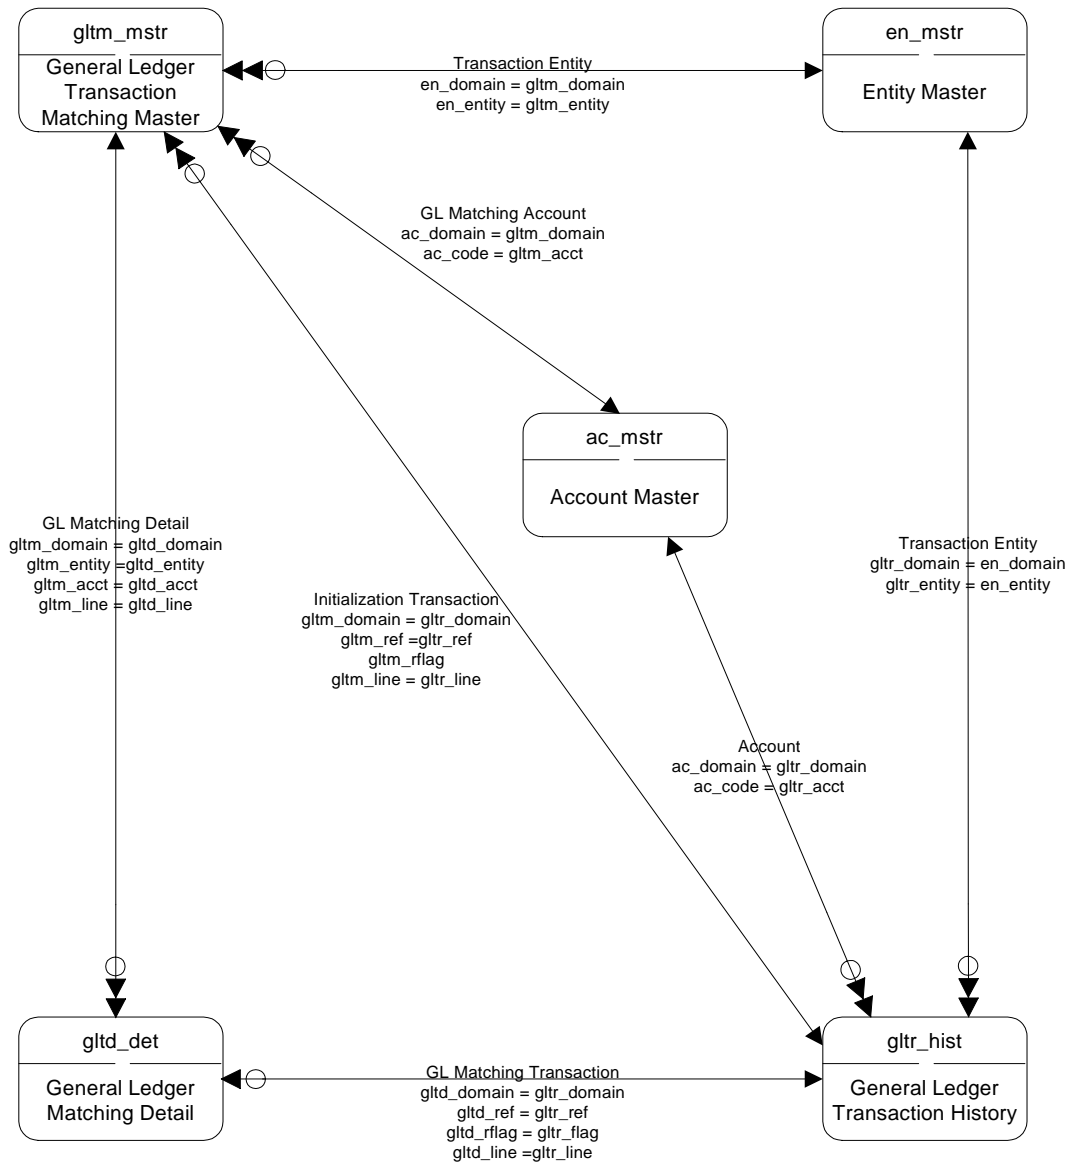 gltm_mstr
General Ledger
Transaction
Matching Master
en_mstr
Entity Master
Transaction Entity
en_domain = gltm_domain
en_entity = gltm_entity
GL Matching Account
ac_domain = gltm_domain
ac_code = gltm_acct
ac_mstr
Account Master
GL Matching Detail
gltm_domain = gltd_domain
gltm_entity =gltd_entity
gltm_acct = gltd_acct
gltm_line = gltd_line
Transaction Entity
gltr_domain = en_domain
gltr_entity = en_entity
Initialization Transaction
gltm_domain = gltr_domain
gltm_ref =gltr_ref
gltm_rflag
gltm_line = gltr_line
Account
ac_domain = gltr_domain
ac_code = gltr_acct
gltd_det
General Ledger
Matching Detail
GL Matching Transaction
gltd_domain = gltr_domain
gltd_ref = gltr_ref
gltd_rflag = gltr_flag
gltd_line =gltr_line
gltr_hist
General Ledger
Transaction History